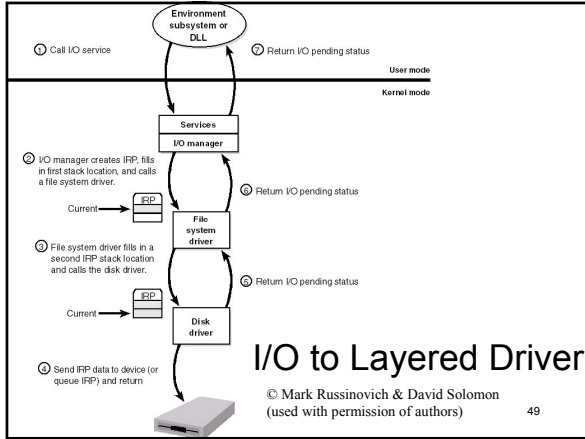 Environment
subsystem or
DLL
① Call I/O service
⑦ Return I/O pending status
User mode
Kernel mode
Services
I/O manager
② I/O manager creates IRP, fills
in first stack location, and calls
a file system driver.
⑥ Return I/O pending status
IRP
Current
File
system
driver
③ File system driver fills in a
second IRP stack location
and calls the disk driver.
⑤ Return I/O pending status
IRP
Current
Disk
driver
④ Send IRP data to device (or
queue IRP) and return
I/O to Layered Driver
© Mark Russinovich & David Solomon
(used with permission of authors)
49